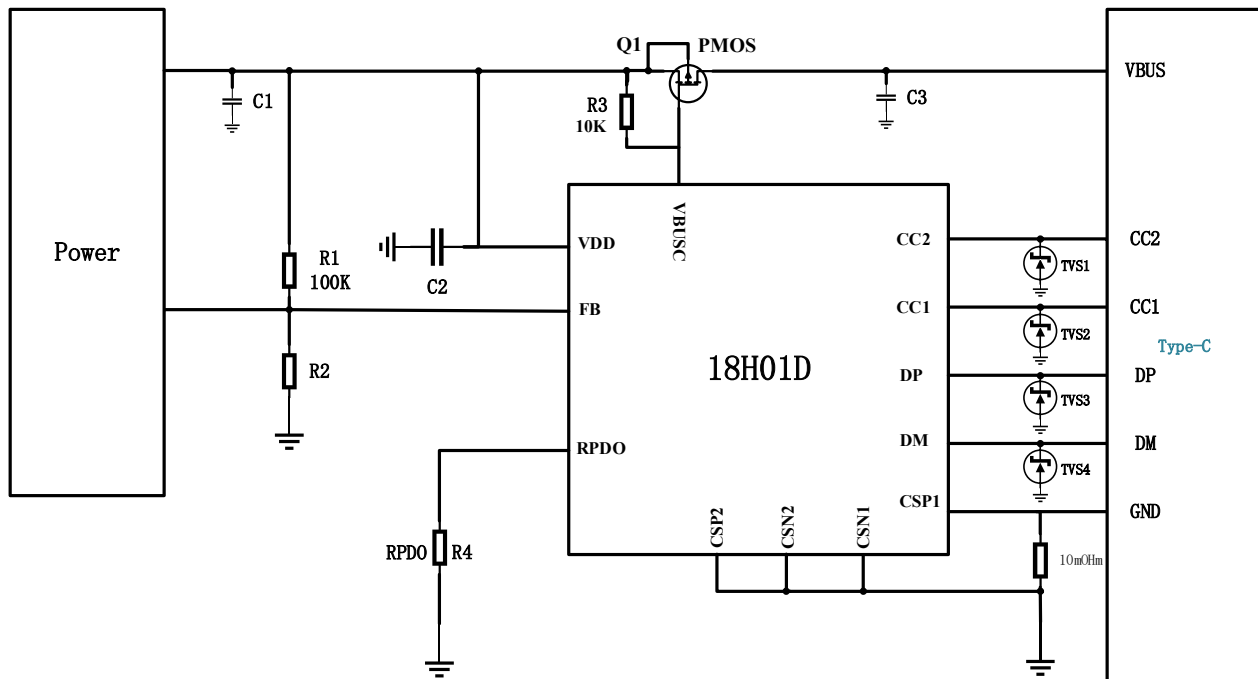 Q1
PMOS
VBUS
C1
R3
10K
C3
Power
VBUSC
VDD
CC2
CC2
R1
100K
C2
TVS1
FB
CC1
CC1
TVS2
Type-C
R2
18H01D
DP
DP
TVS3
RPDO
DM
DM
TVS4
CSP1
GND
CSP2
CSN2
CSN1
RPDO
R4
10mOHm